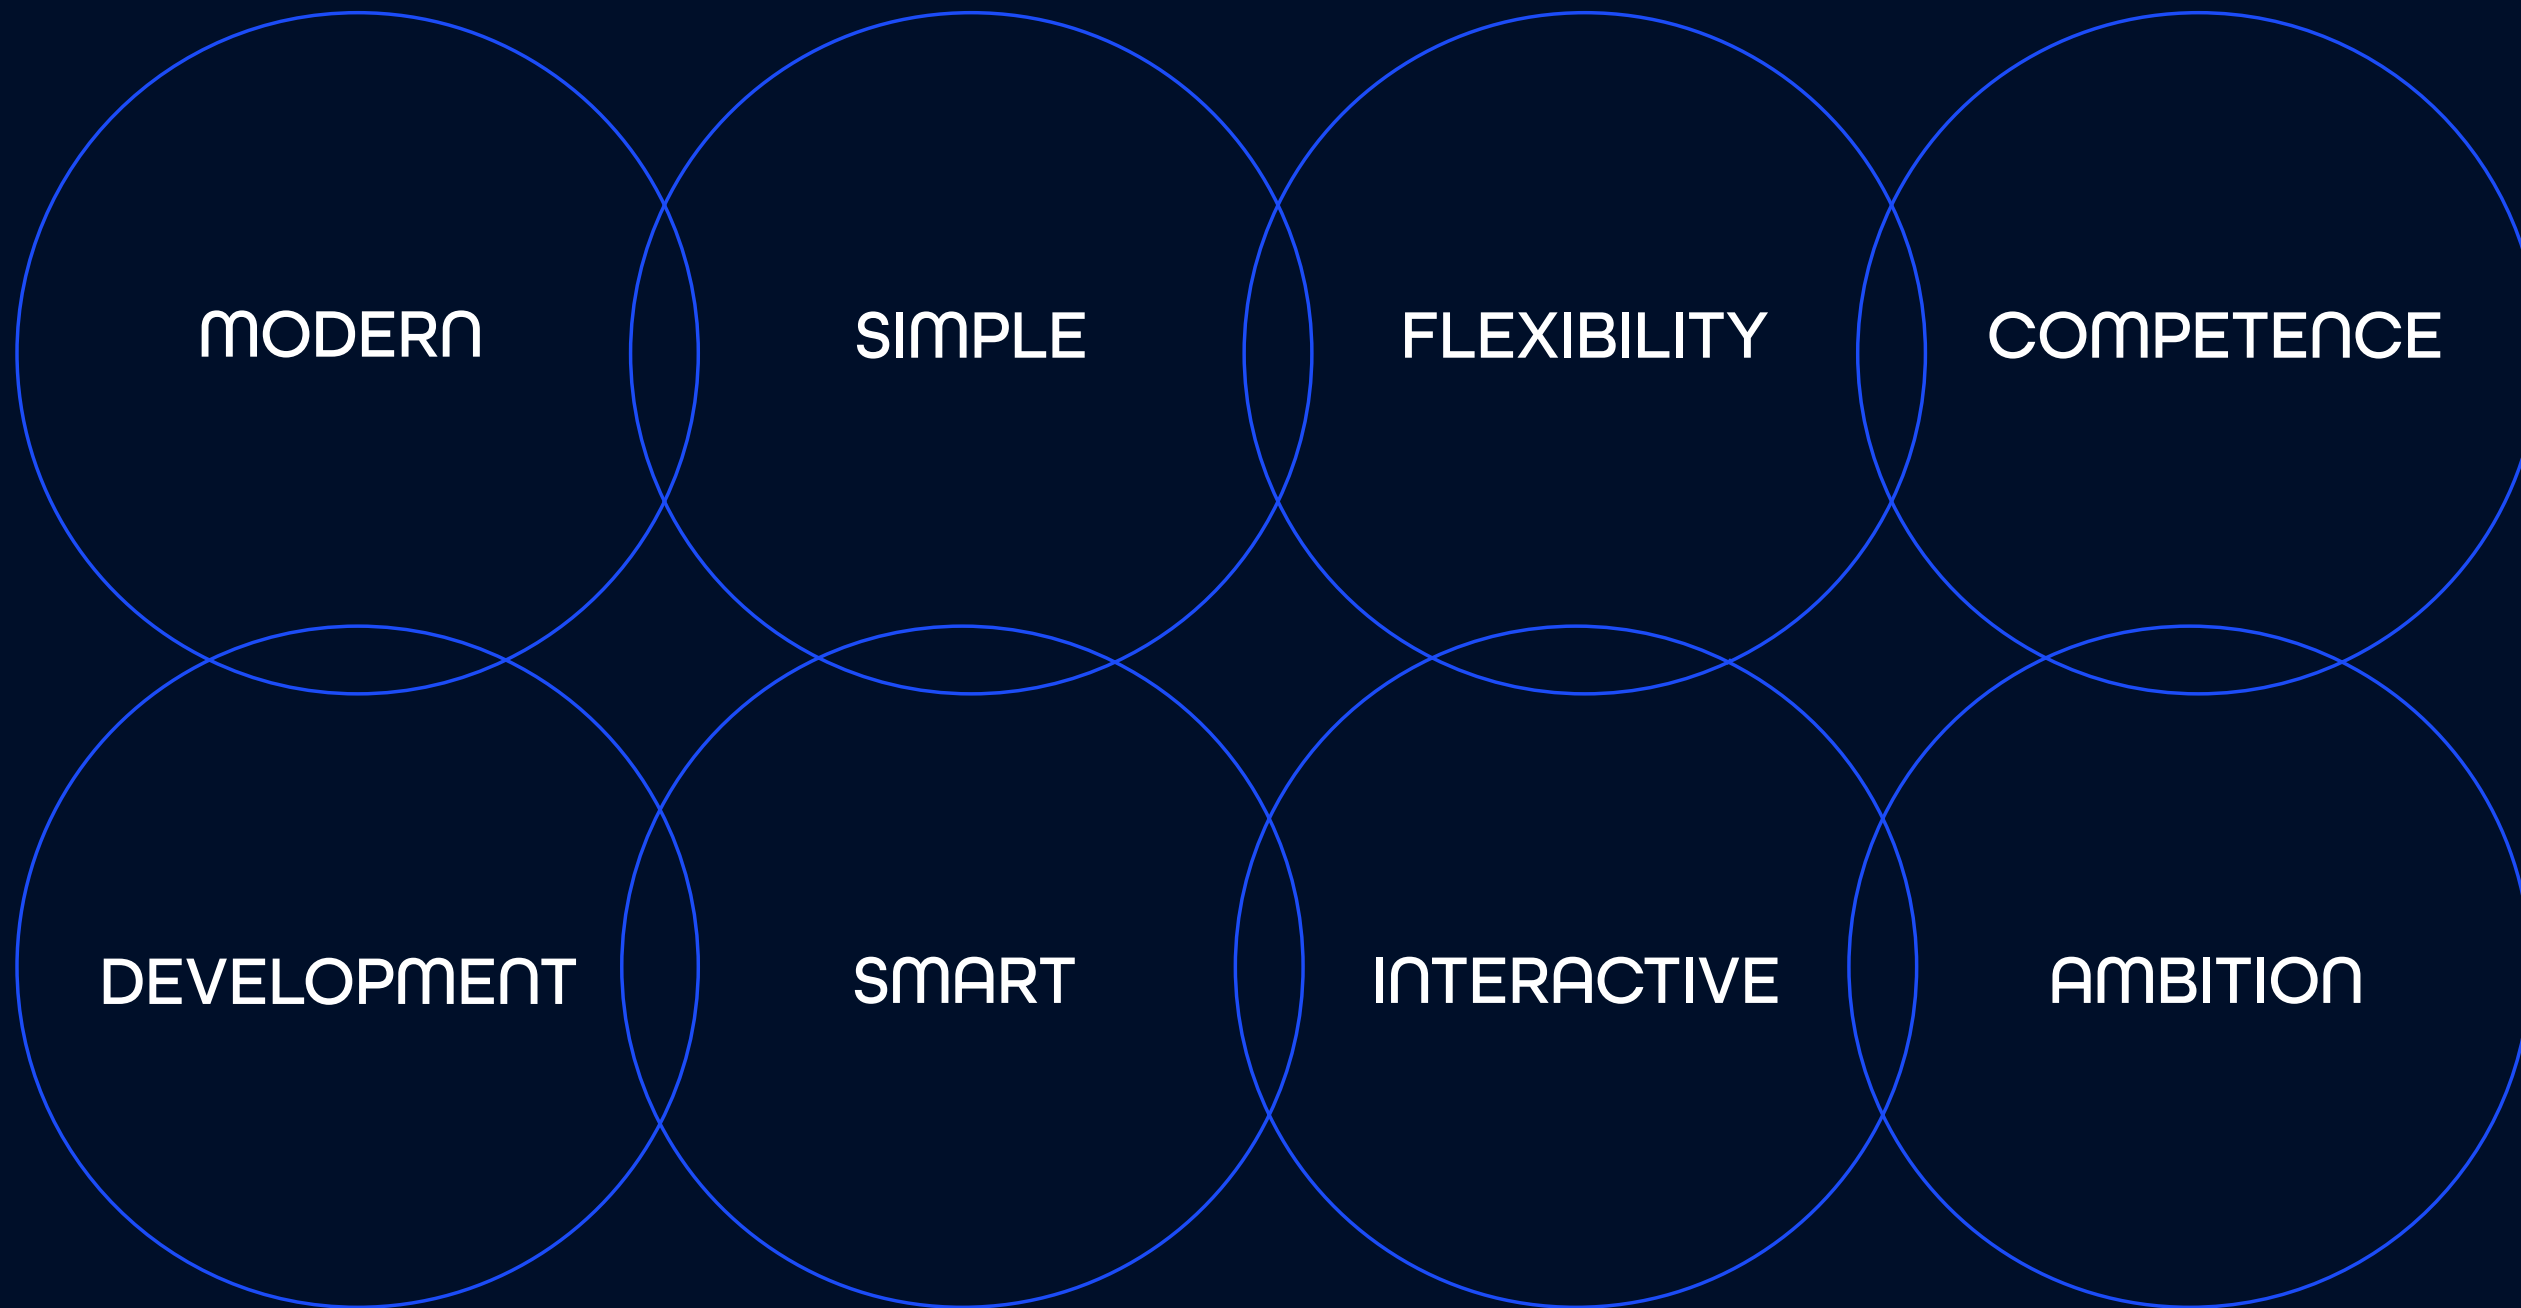 MODERN
SIMPLE
FLEXIBILITY
COMPETENCE
DEVELOPMENT
SMART
INTERACTIVE
AMBITION